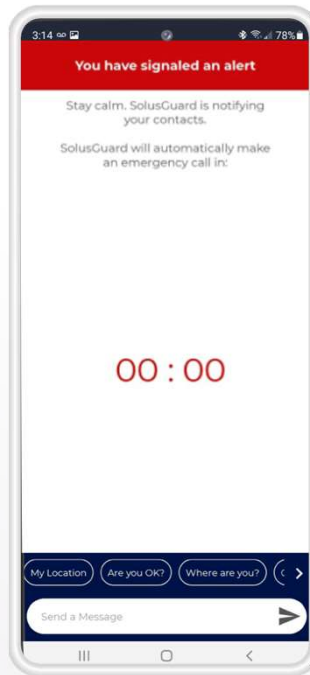 3:14
78%
You have signaled an alert
Stay calm. SolusGuard is notifying
your contacts.
SolusGuard will automatically make
an emergency call in:
00 : 00
My Location
Are you OK?
Where are you?
Send a Message